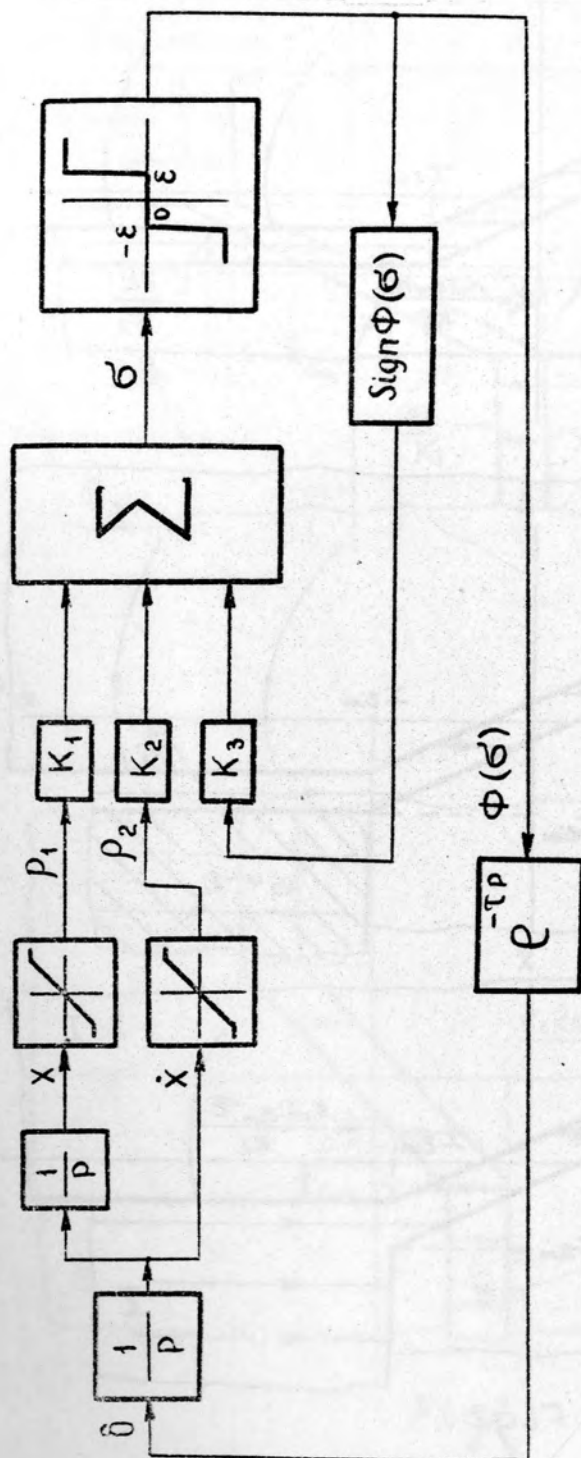 1/p
1/p
X
Ẋ
ρ₁
ρ₂
K₁
K₂
K₃
Σ
σ
-ε
0
ε
Sign Φ(σ)
Φ(σ)
e^{-τp}